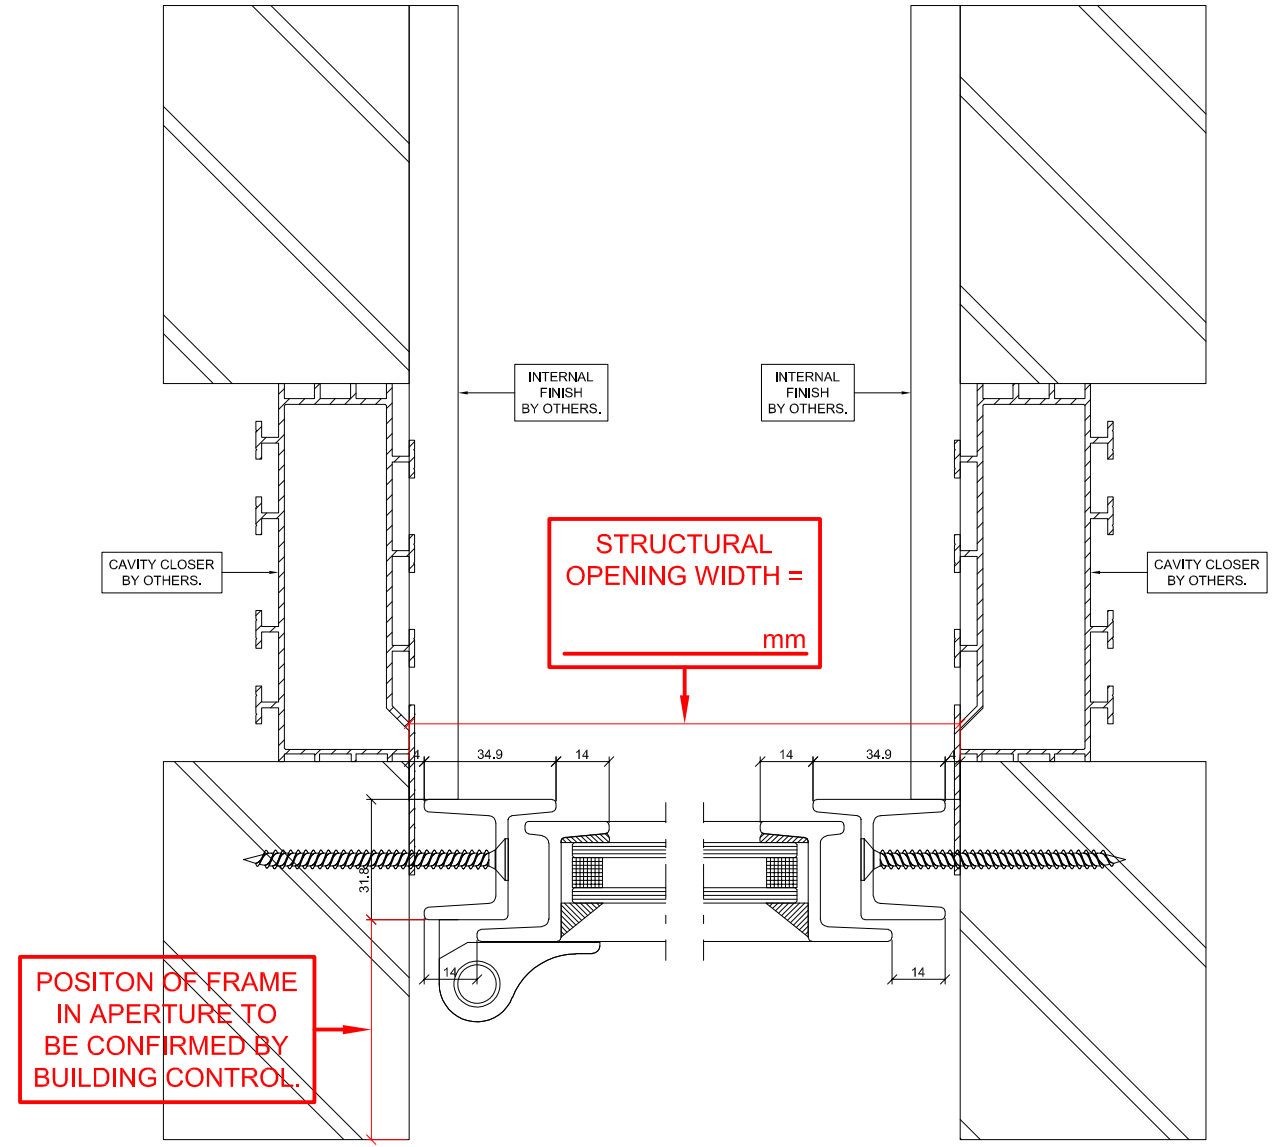 INTERNAL
FINISH
BY OTHERS.
INTERNAL
FINISH
BY OTHERS.
STRUCTURAL
OPENING WIDTH =
mm
CAVITY CLOSER
BY OTHERS.
CAVITY CLOSER
BY OTHERS.
4
34.9
14
14
34.9
4
31.8
14
14
POSITON OF FRAME
IN APERTURE TO
BE CONFIRMED BY
BUILDING CONTROL.